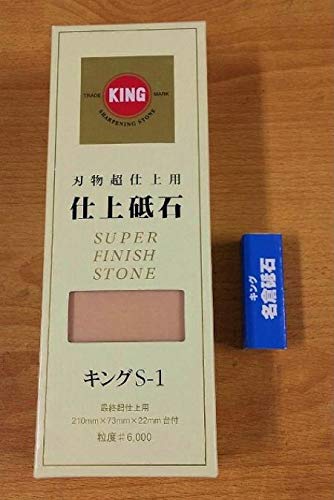 KING
TRADE MARK
SHARPENING STONE
刃物超仕上用
仕上砥石
SUPER
FINISH
STONE
キングS-1
最終超仕上用
210mm×73mm×22mm 台付
粒度#6,000
キング
名倉砥石